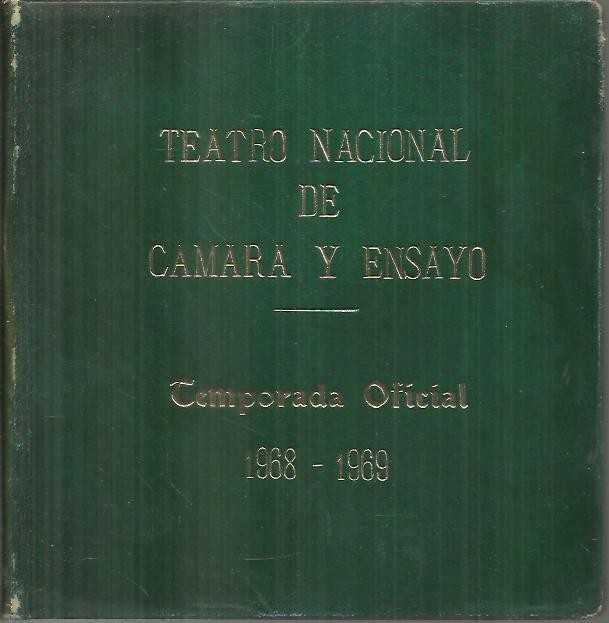 TEATRO NACIONAL
DE
CAMARA Y ENSAYO
Temporada Oficial
1968 - 1969